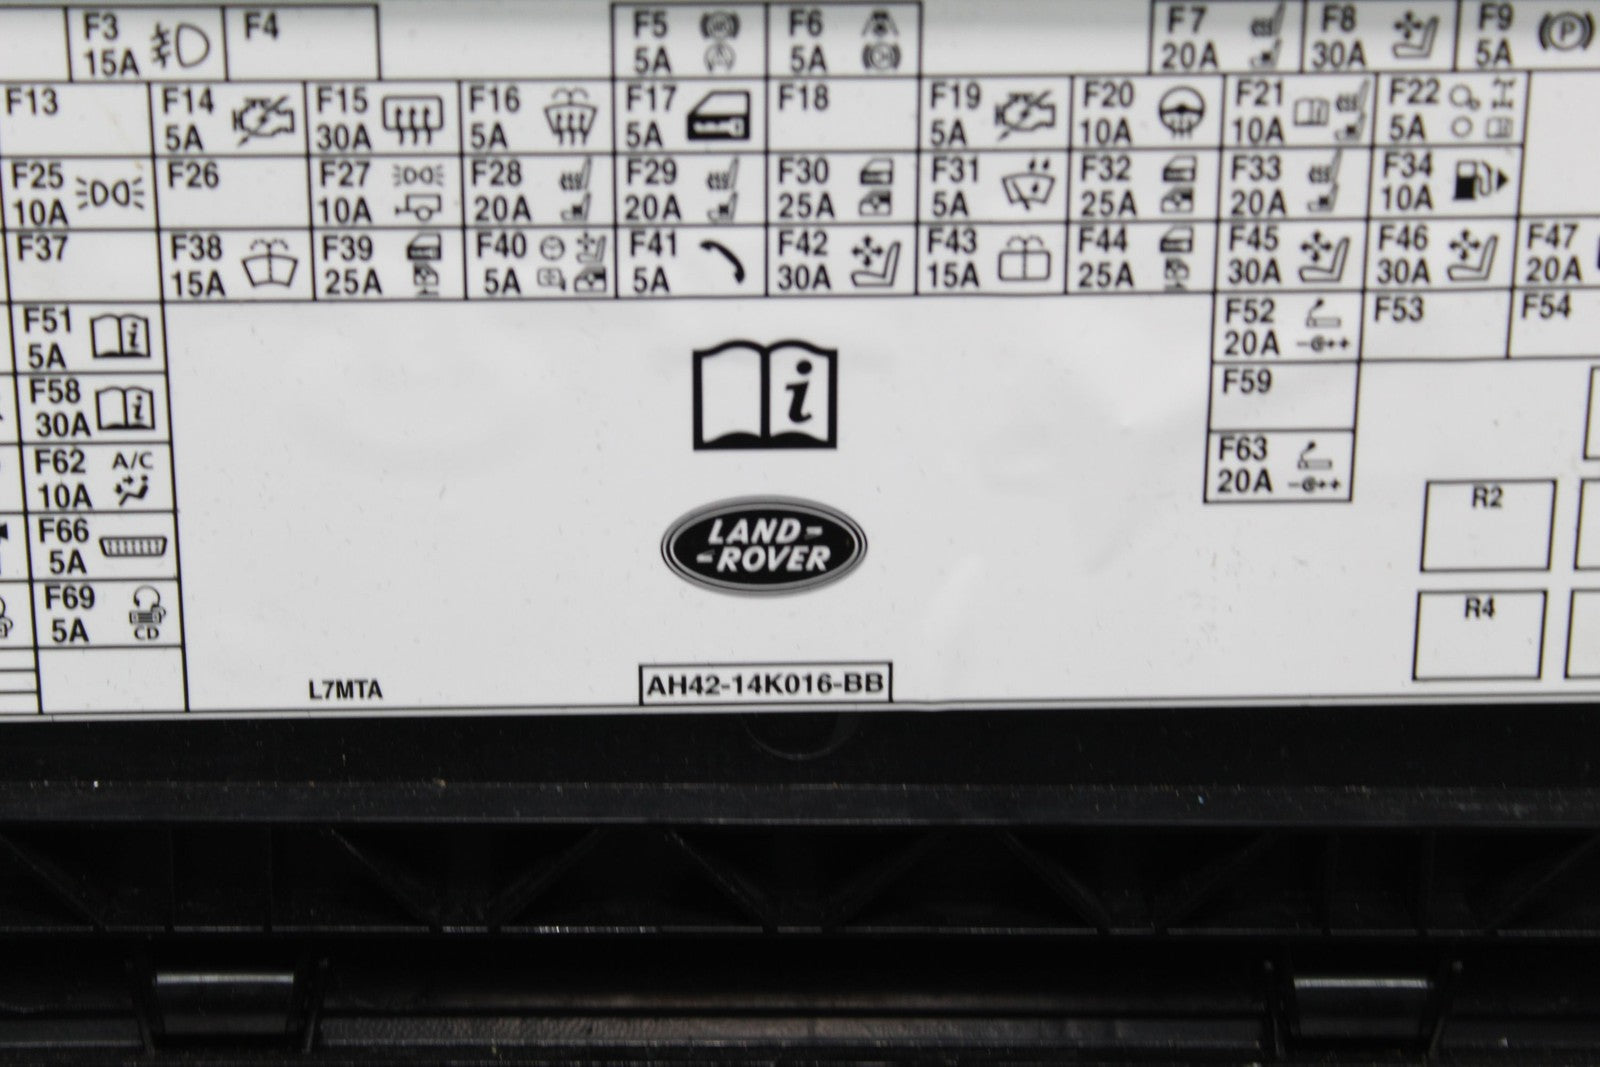 F3 F4 F5 F6 F7 F8 F9
15A 5A 5A 20A 30A 5A
F13 F14 F15 F16 F17 F18 F19 F20 F21 F22
5A 30A 5A 5A 5A 10A 10A 5A
F25 F26 F27 F28 F29 F30 F31 F32 F33 F34
10A 10A 20A 20A 25A 5A 25A 20A 10A
F37 F38 F39 F40 F41 F42 F43 F44 F45 F46 F47
15A 25A 5A 5A 30A 15A 25A 30A 30A 20A
F51 F52 F53 F54
5A 20A
F58 F59
30A
F62 A/C F63
10A 20A
F66 R2
5A
LAND-
-ROVER
F69 R4
5A CD
L7MTA AH42-14K016-BB